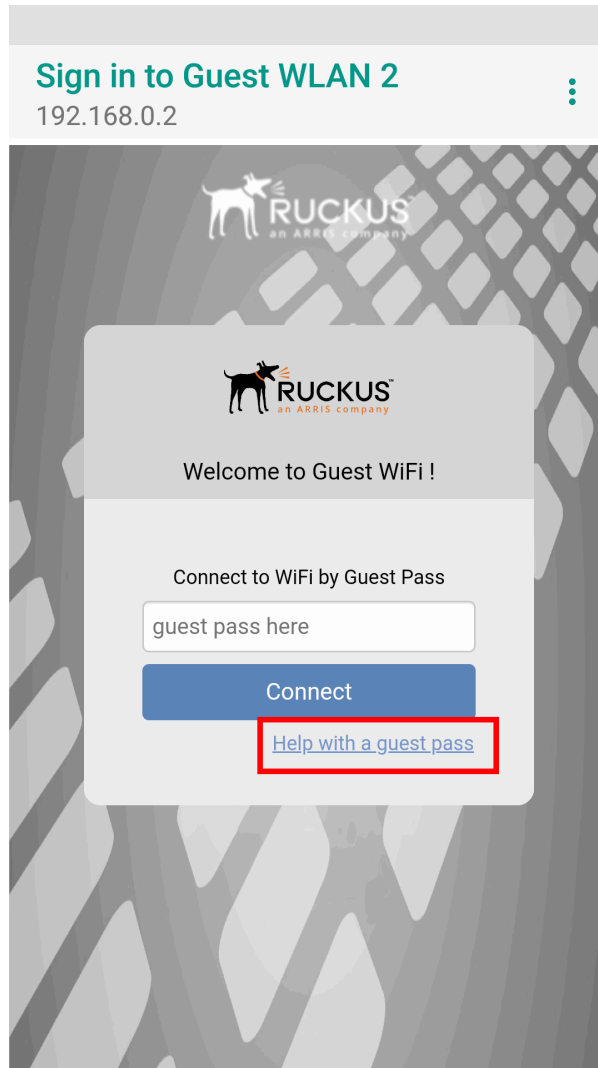 Sign in to Guest WLAN 2
192.168.0.2
RUCKUS
an ARRIS company
RUCKUS™
an ARRIS company
Welcome to Guest WiFi !
Connect to WiFi by Guest Pass
guest pass here
Connect
Help with a guest pass